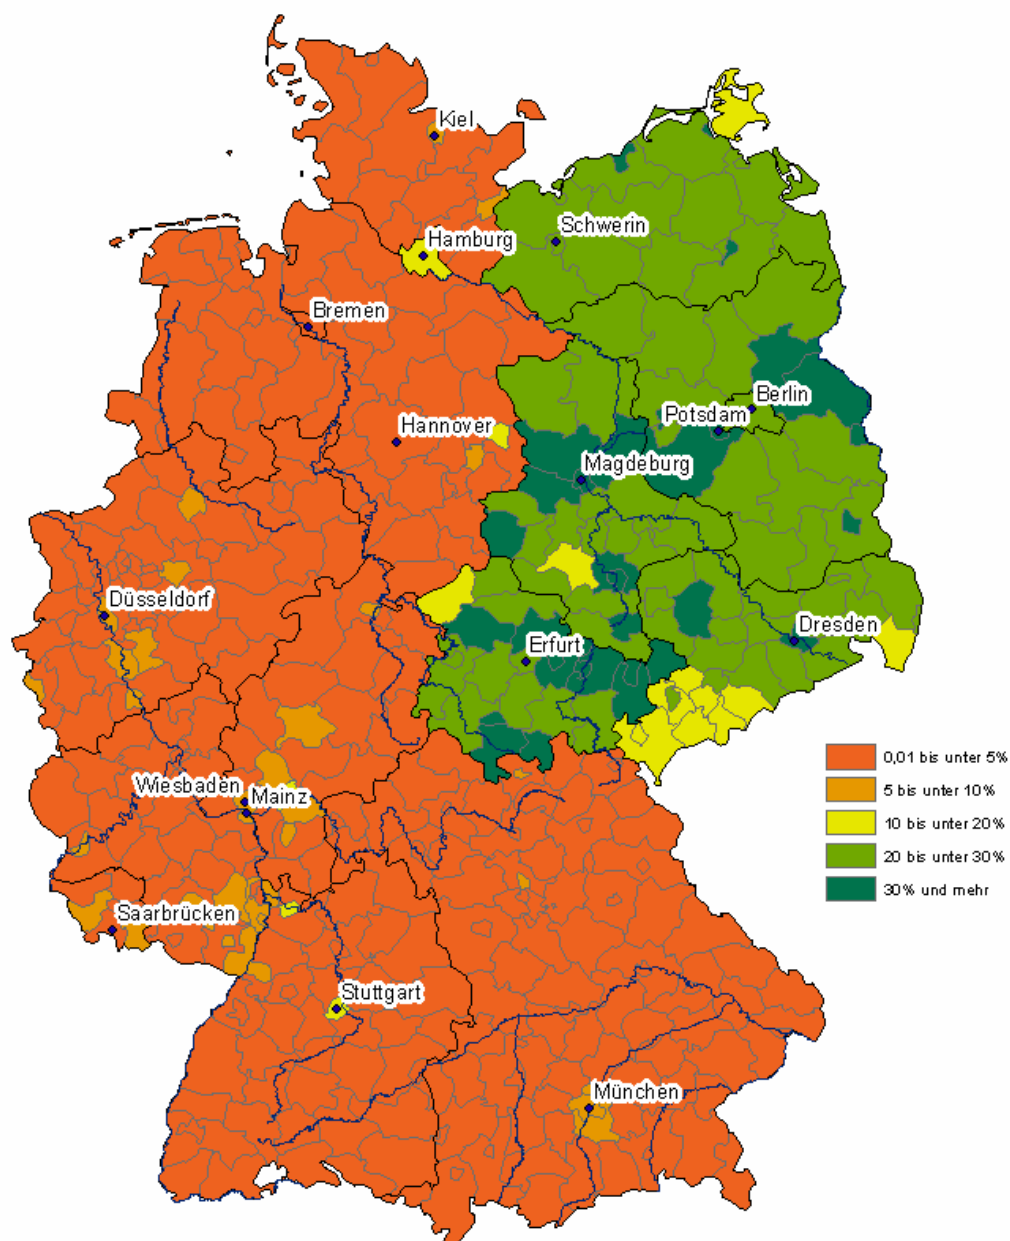 Kiel
Schwerin
Hamburg
Bremen
Berlin
Potsdam
Hannover
Magdeburg
Düsseldorf
Dresden
Erfurt
0,01 bis unter 5%
5 bis unter 10%
10 bis unter 20%
20 bis unter 30%
30% und mehr
Wiesbaden
Mainz
Saarbrücken
Stuttgart
München